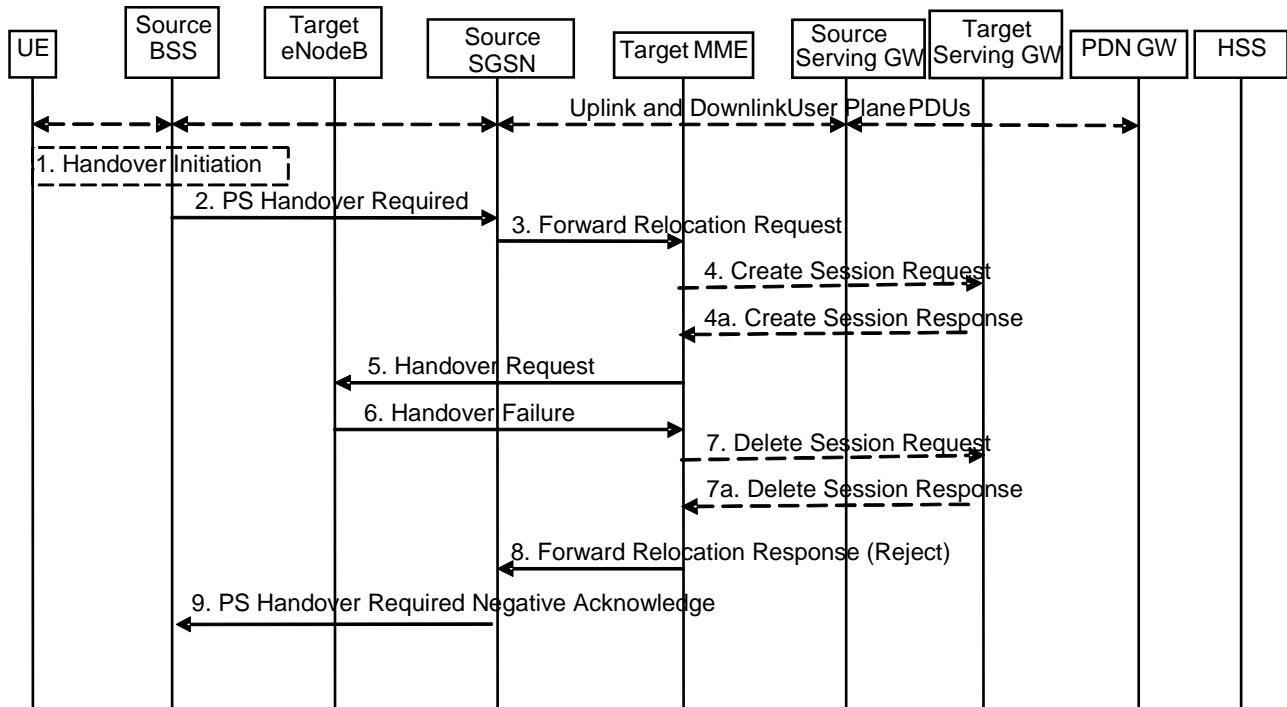 UE
Source
BSS
Target
eNodeB
Source
SGSN
Target MME
Source
Serving GW
Target
Serving GW
PDN GW
HSS
Uplink and DownlinkUser PlanePDUs
1. Handover Initiation
2. PS Handover Required
3. Forward Relocation Request
4. Create Session Request
4a. Create Session Response
5. Handover Request
6. Handover Failure
7. Delete Session Request
7a. Delete Session Response
8. Forward Relocation Response (Reject)
9. PS Handover Required Negative Acknowledge